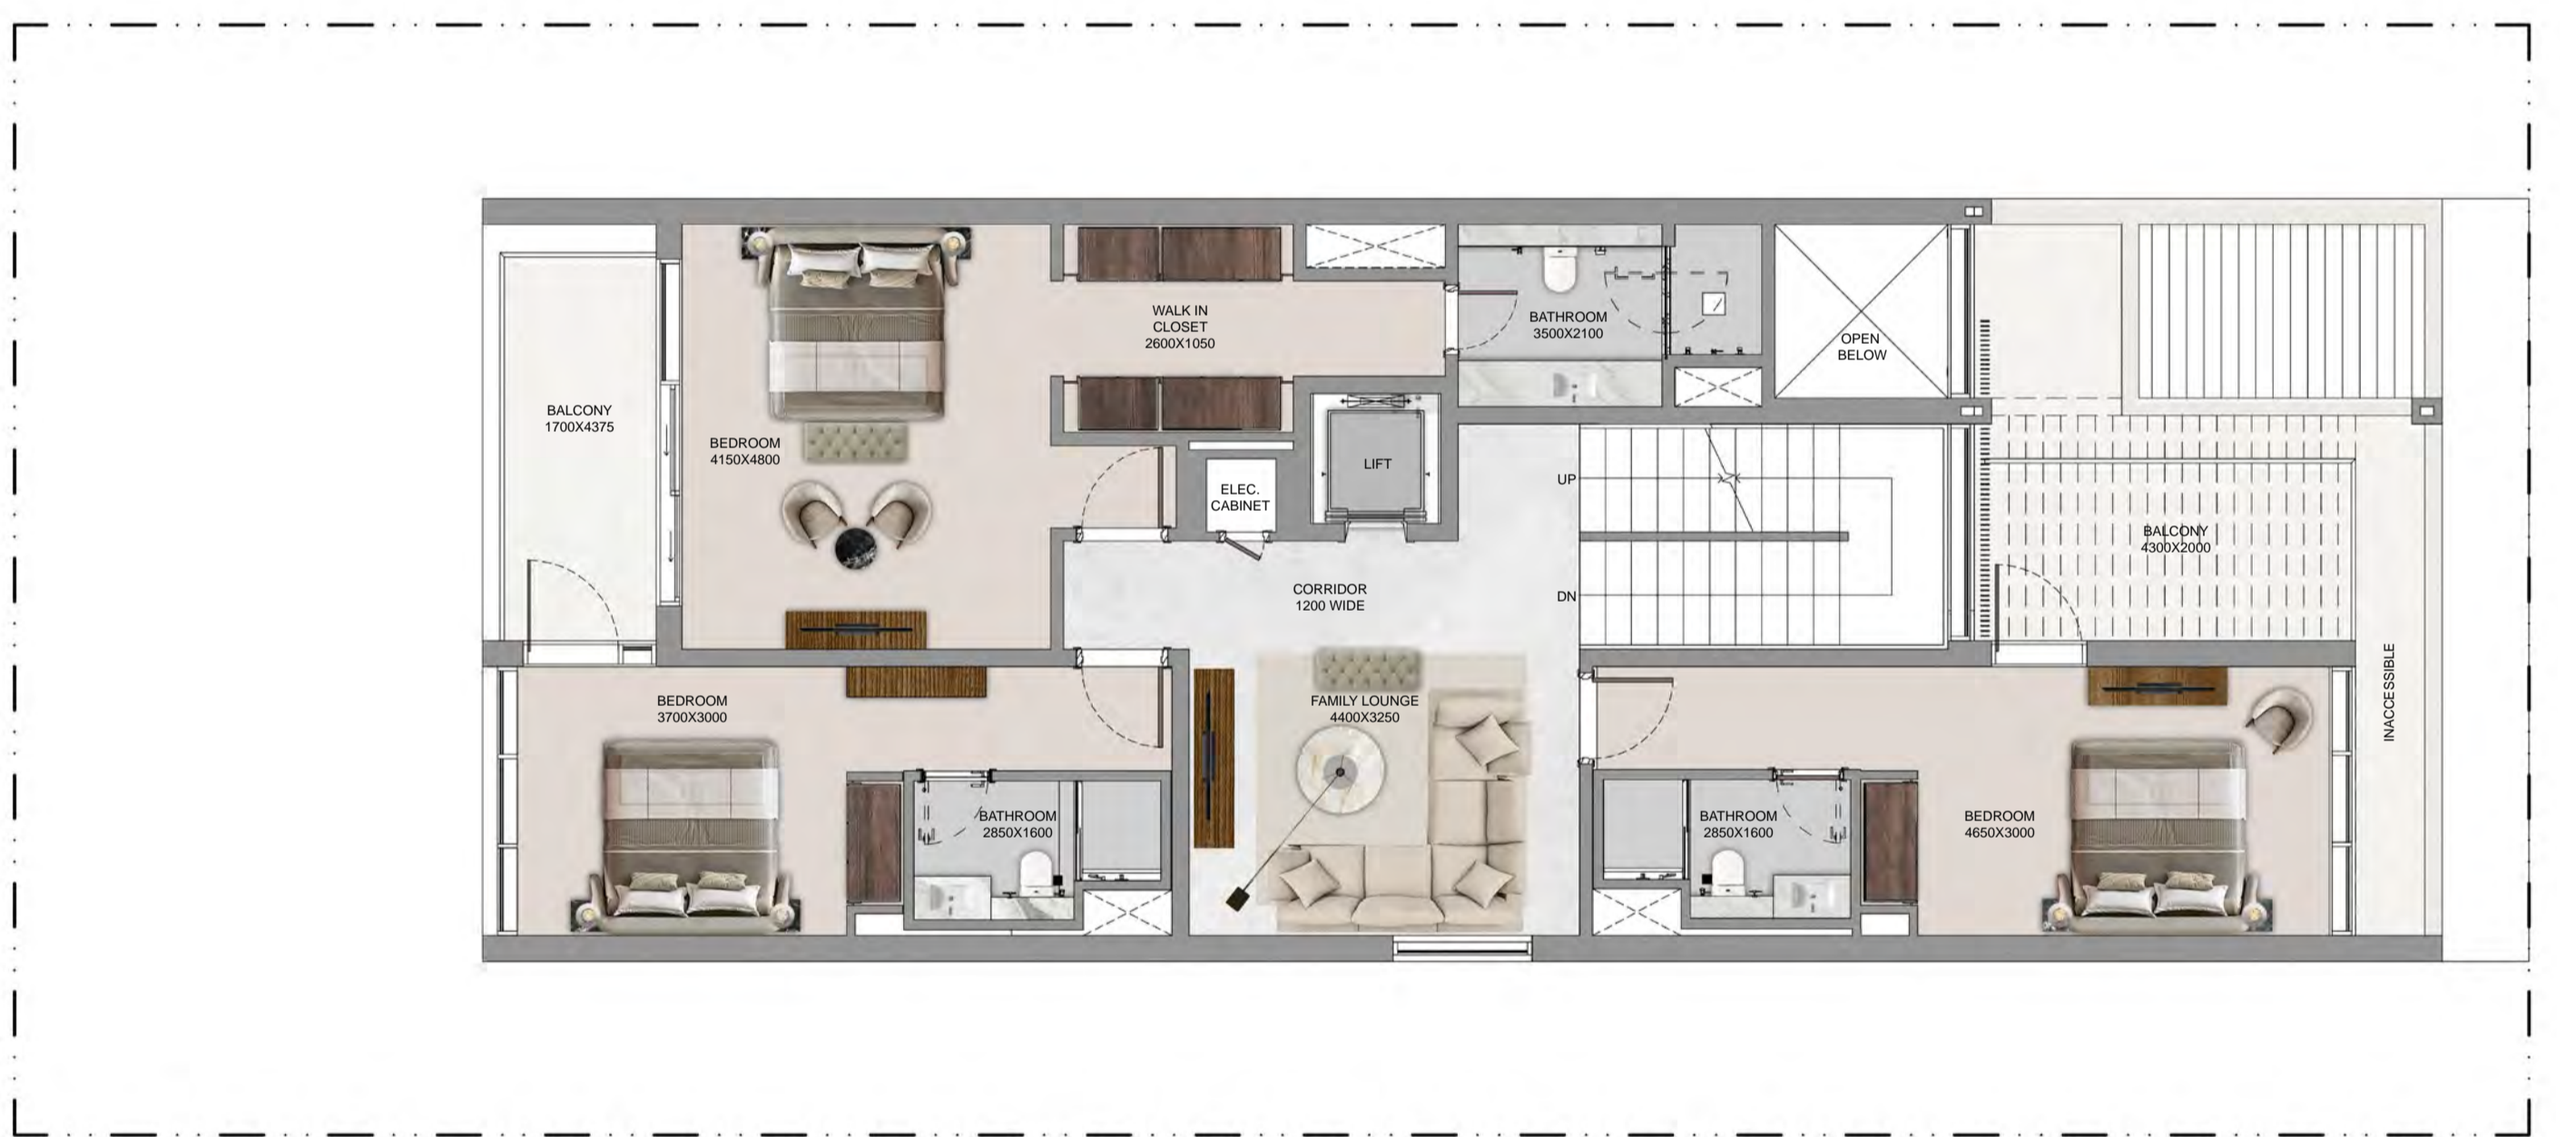 WALK IN
CLOSET
2600X1050
BATHROOM
3500X2100
OPEN
BELOW
BALCONY
1700X4375
BEDROOM
4150X4800
LIFT
ELEC.
CABINET
UP
DN
BALCONY
4300X2000
CORRIDOR
1200 WIDE
INACCESSIBLE
BEDROOM
3700X3000
FAMILY LOUNGE
4400X3250
BATHROOM
2850X1600
BATHROOM
2850X1600
BEDROOM
4650X3000